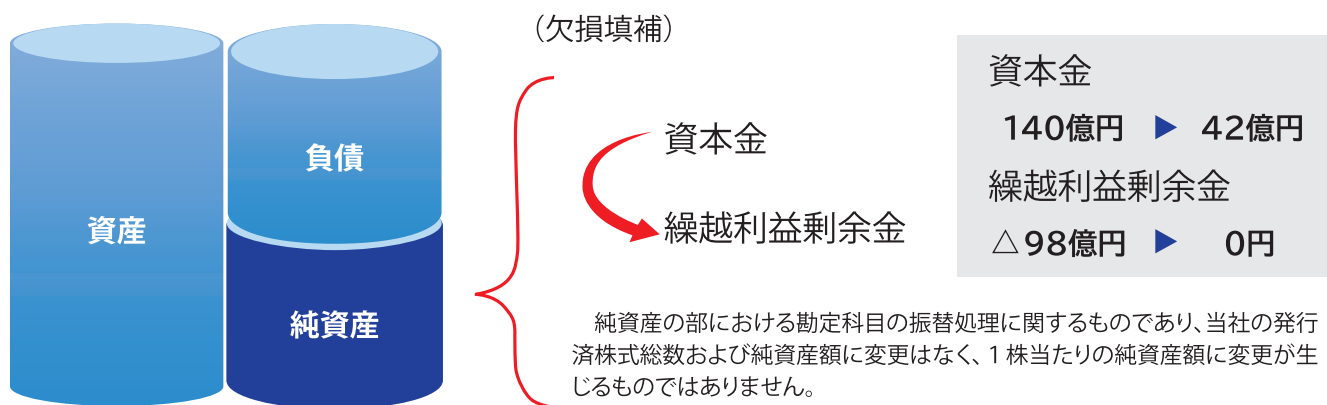 資産
負債
純資産
（欠損填補）
資本金
繰越利益剰余金
資本金
140億円 ▶ 42億円
繰越利益剰余金
△98億円 ▶ 0円
純資産の部における勘定科目の振替処理に関するものであり、当社の発行
済株式総数および純資産額に変更はなく、１株当たりの純資産額に変更が生
じるものではありません。